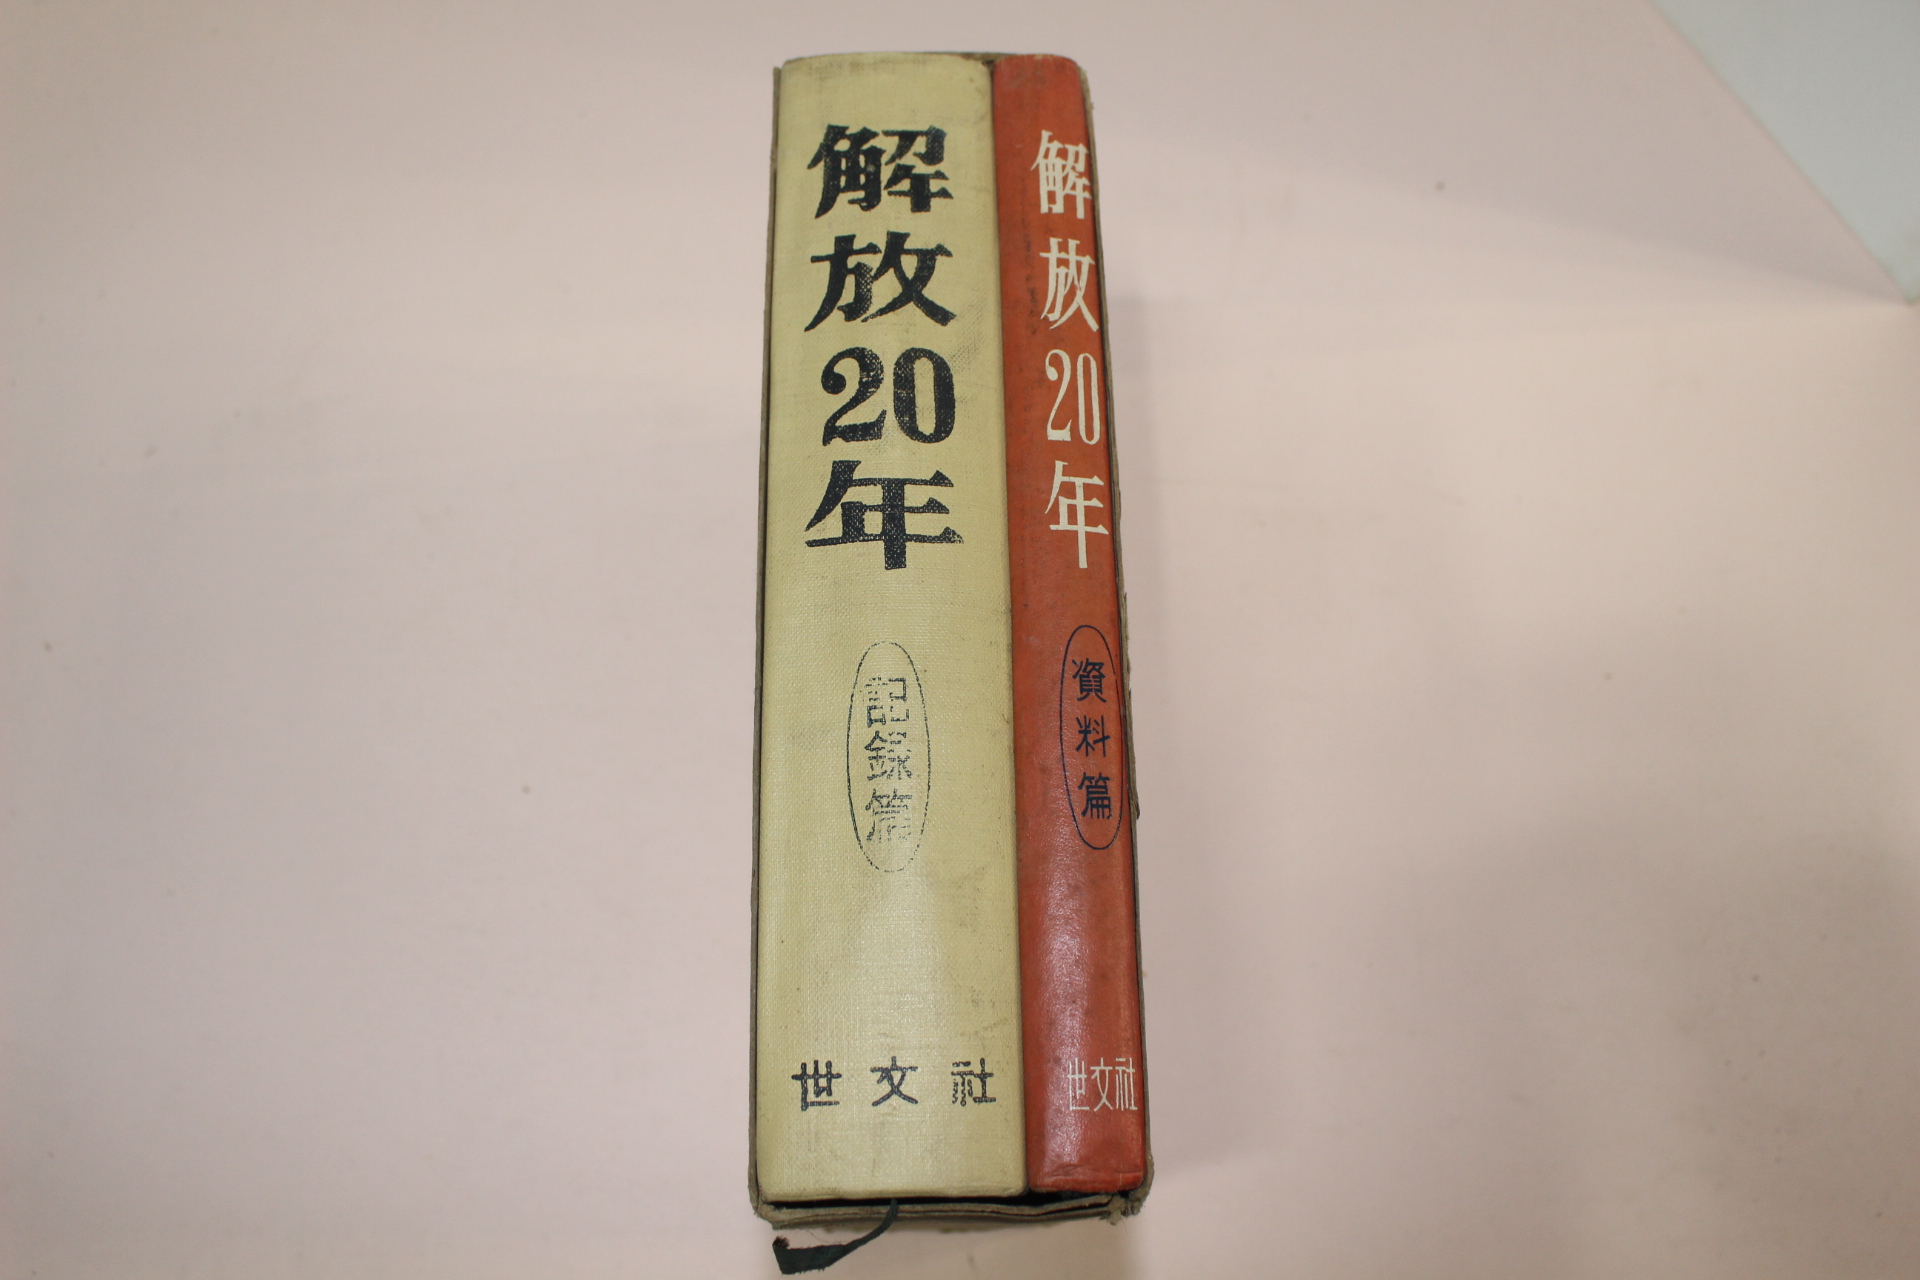 解放20年
記錄篇
世文社
解放20年
資料篇
世文社